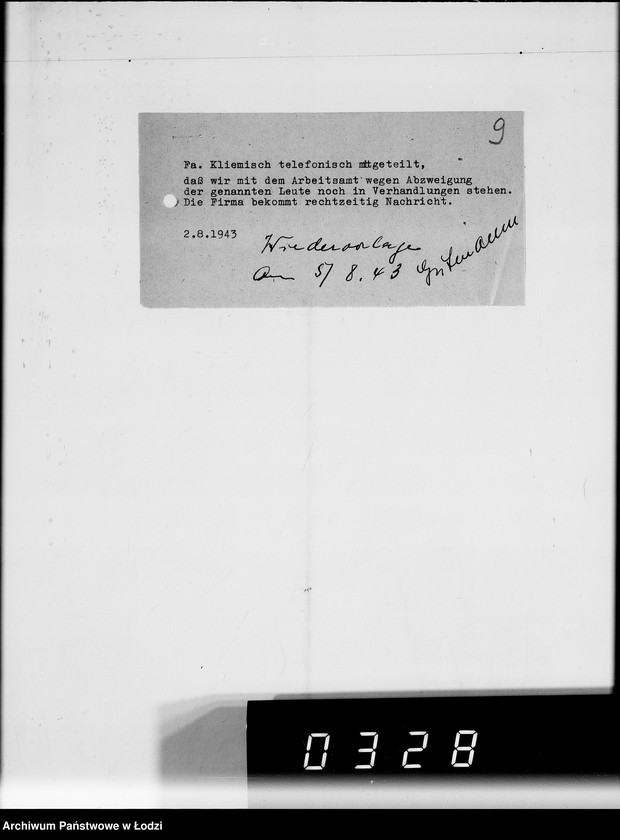 9
Fa. Kliemisch telefonisch mitgeteilt,
daß wir mit dem Arbeitsamt wegen Abzweigung
der genannten Leute noch in Verhandlungen stehen.
Die Firma bekommt rechtzeitig Nachricht.
2.8.1943
Wiedervorlage
am 5/8.43
0328
Archiwum Państwowe w Łodzi